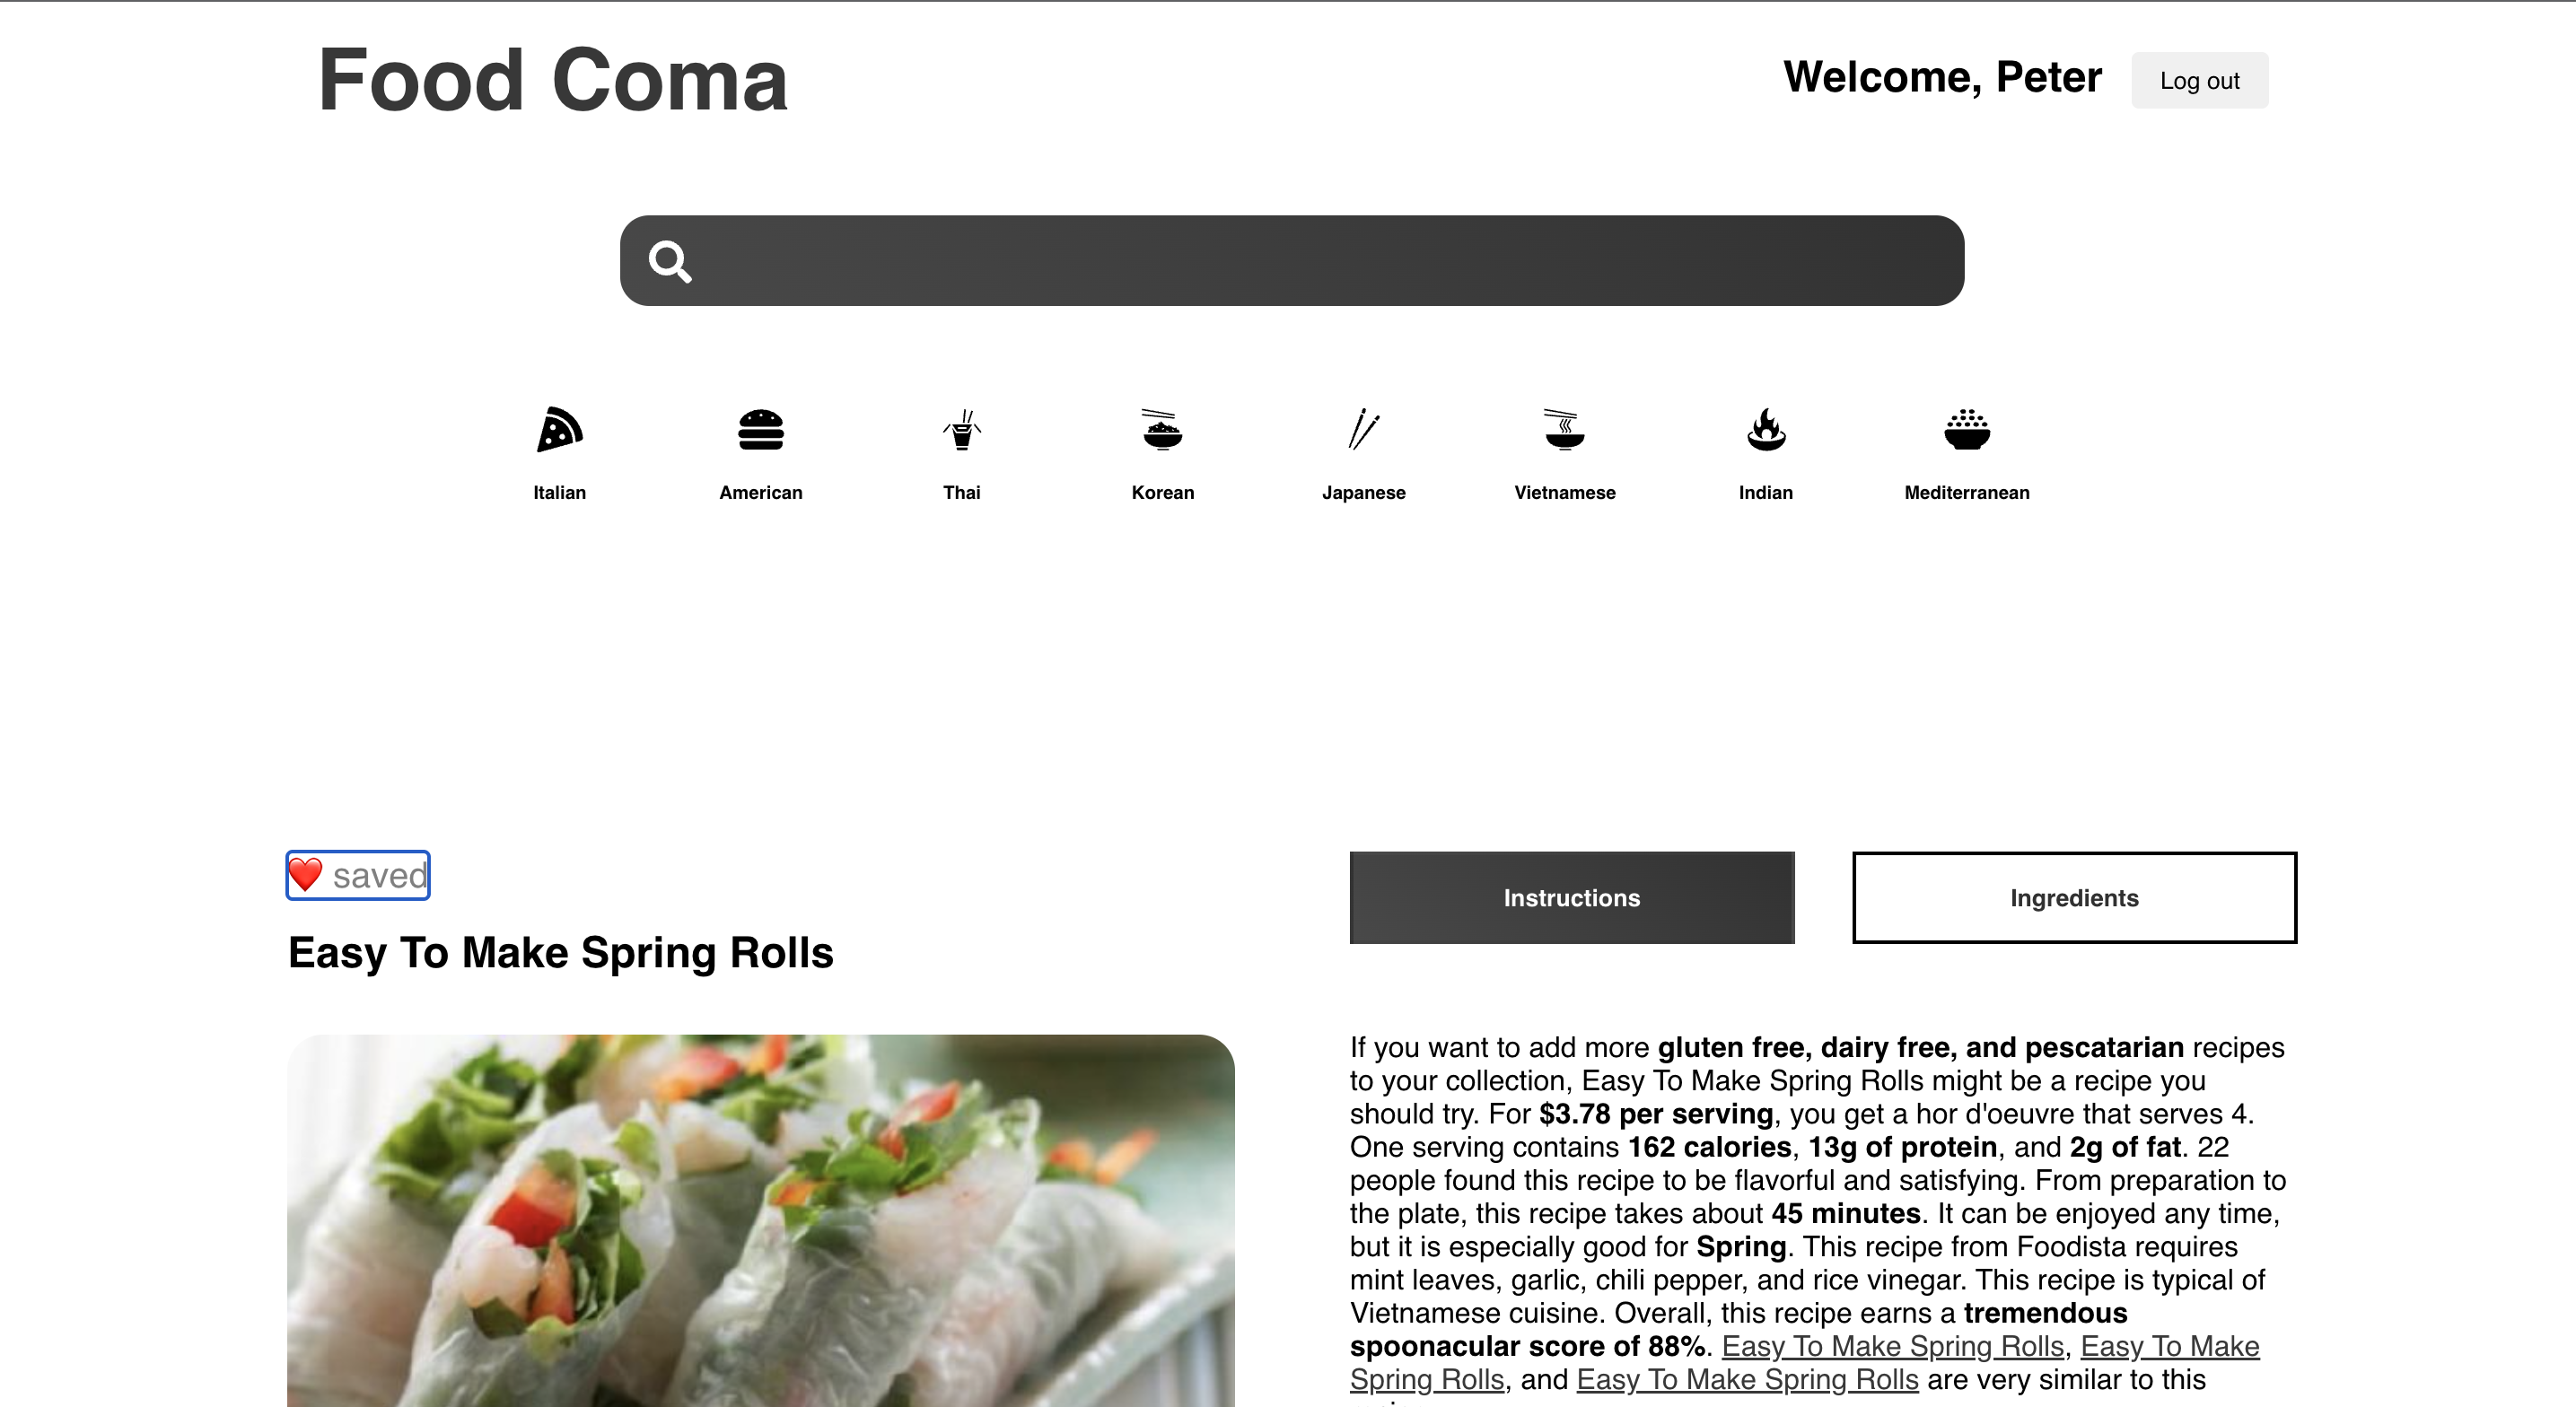 Food Coma
Welcome, Peter
Log out
Italian
American
Thai
Korean
Japanese
Vietnamese
Indian
Mediterranean
❤️ saved
Easy To Make Spring Rolls
Instructions
Ingredients
If you want to add more gluten free, dairy free, and pescatarian recipes
to your collection, Easy To Make Spring Rolls might be a recipe you
should try. For $3.78 per serving, you get a hor d'oeuvre that serves 4.
One serving contains 162 calories, 13g of protein, and 2g of fat. 22
people found this recipe to be flavorful and satisfying. From preparation to
the plate, this recipe takes about 45 minutes. It can be enjoyed any time,
but it is especially good for Spring. This recipe from Foodista requires
mint leaves, garlic, chili pepper, and rice vinegar. This recipe is typical of
Vietnamese cuisine. Overall, this recipe earns a tremendous
spoonacular score of 88%. Easy To Make Spring Rolls, Easy To Make
Spring Rolls, and Easy To Make Spring Rolls are very similar to this